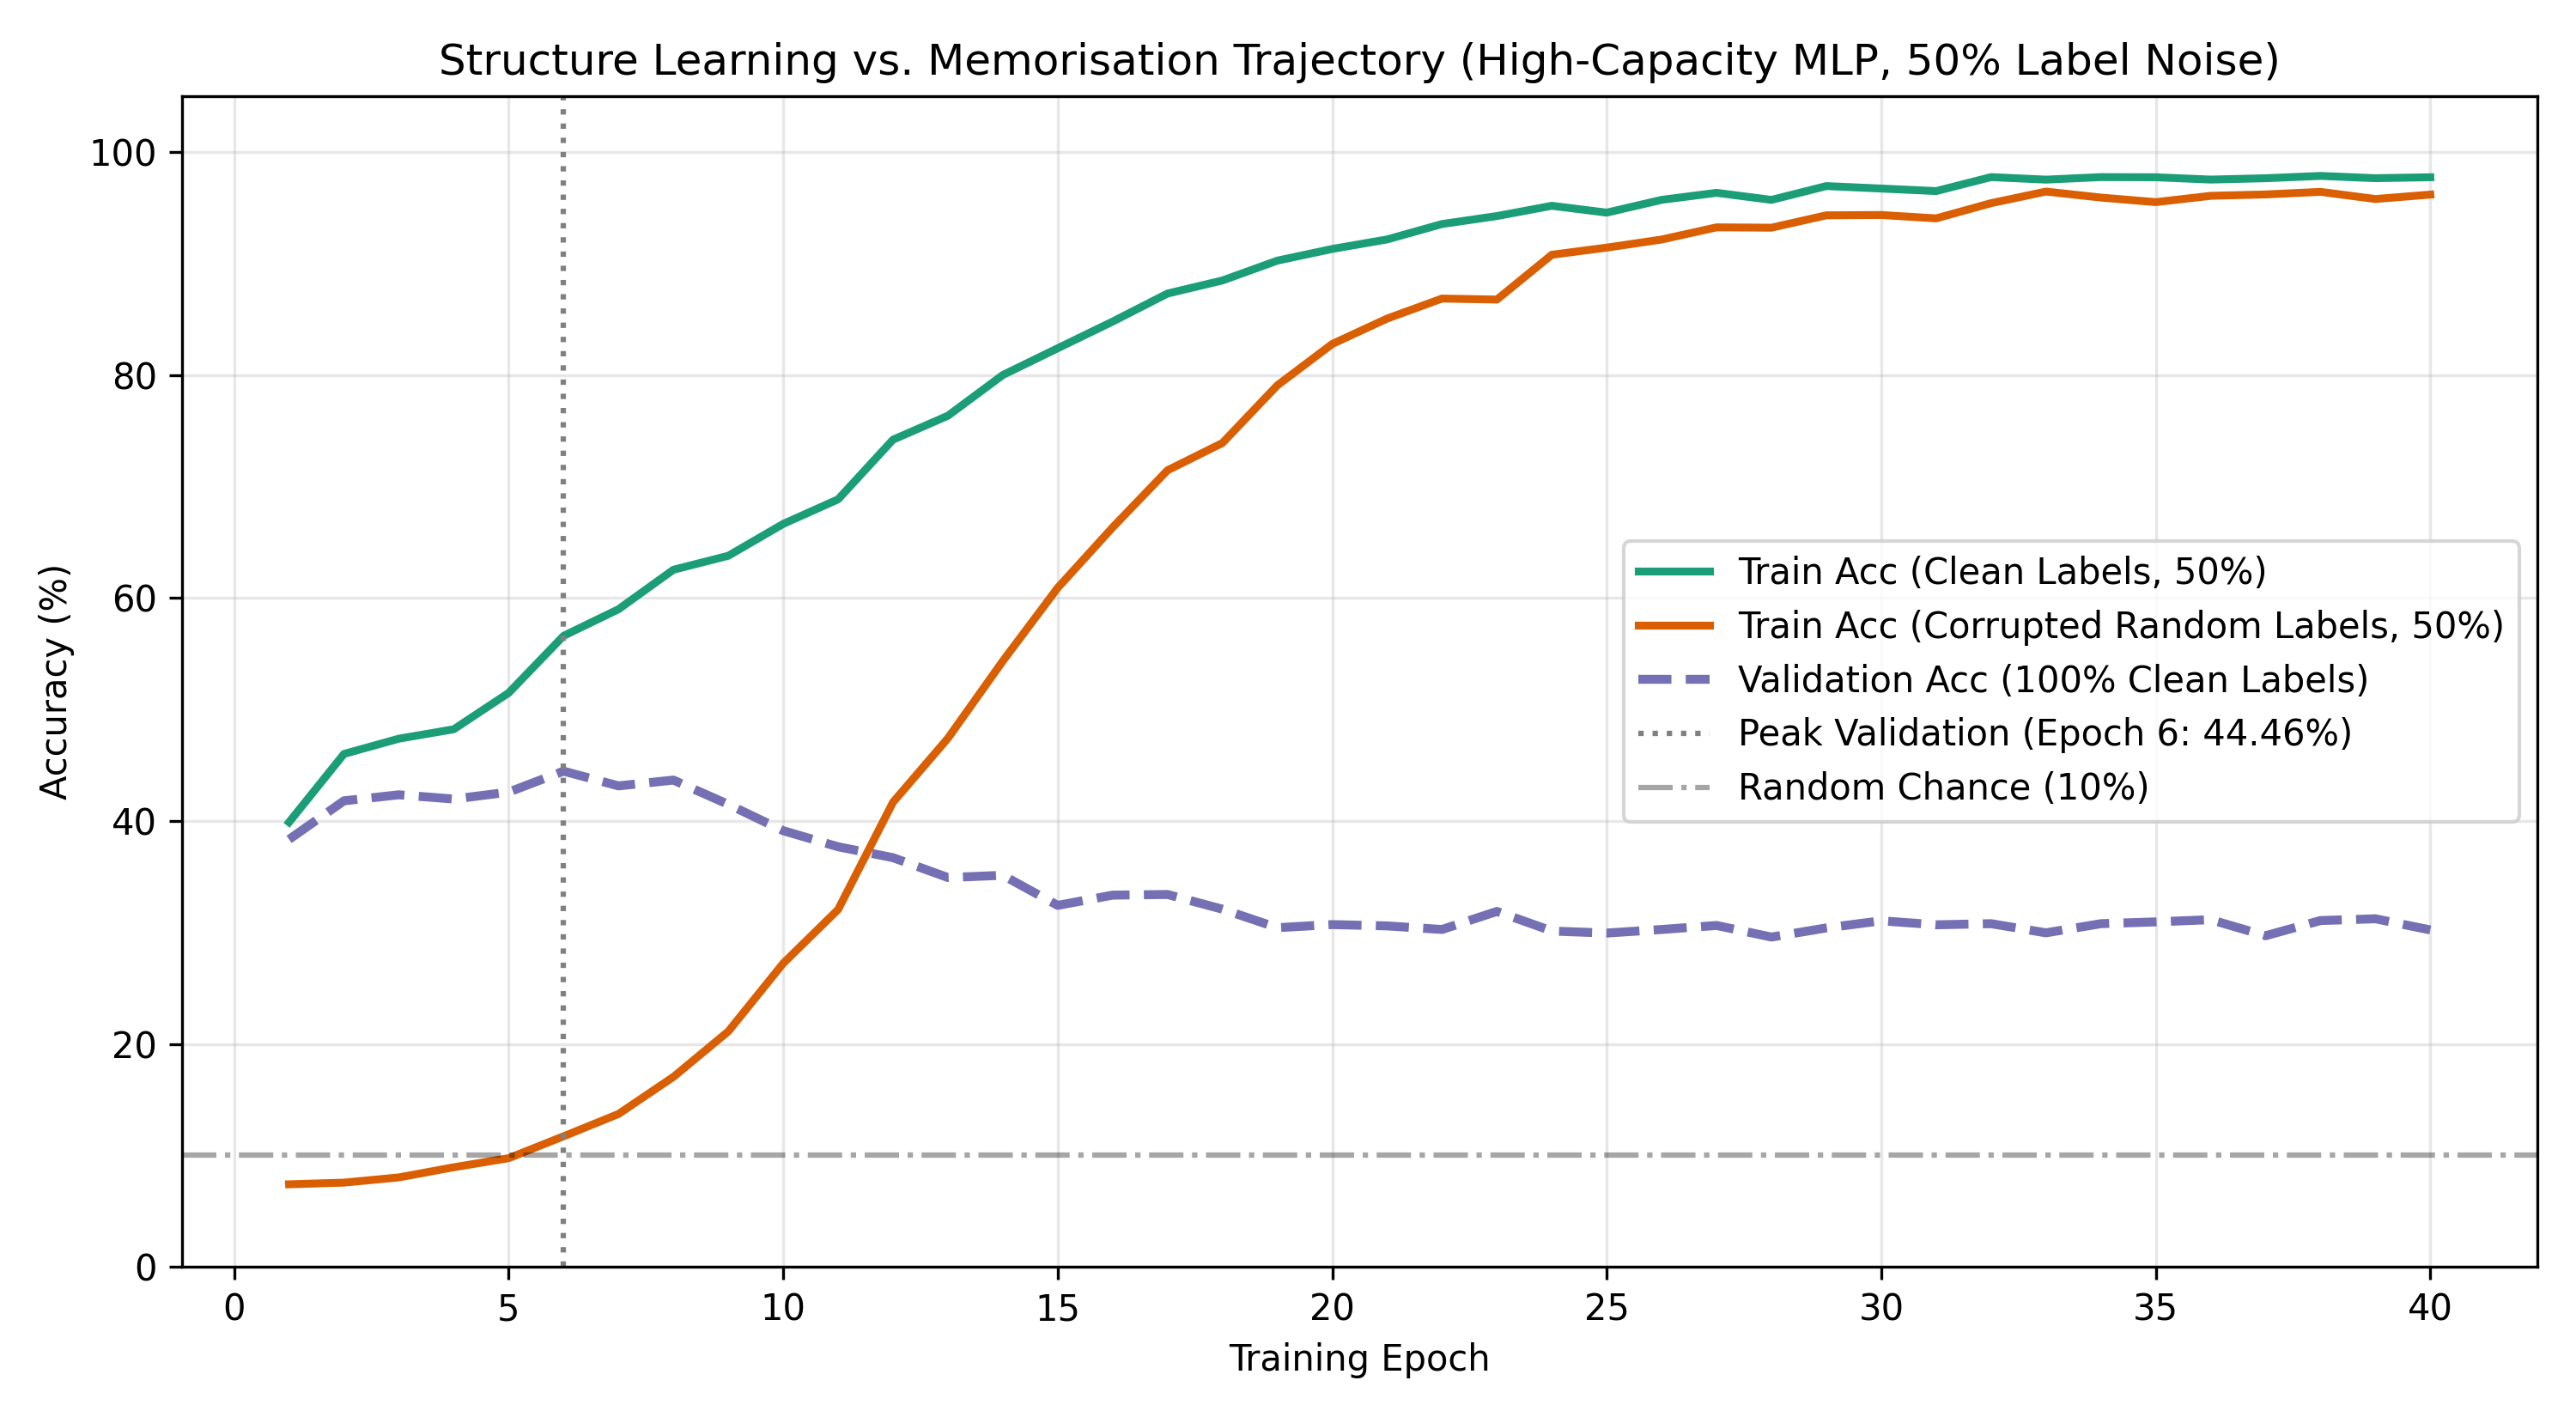 Structure Learning vs. Memorisation Trajectory (High-Capacity MLP, 50% Label Noise)
Accuracy (%)
100
80
60
40
20
0
Train Acc (Clean Labels, 50%)
Train Acc (Corrupted Random Labels, 50%)
Validation Acc (100% Clean Labels)
Peak Validation (Epoch 6: 44.46%)
Random Chance (10%)
0 5 10 15 20 25 30 35 40
Training Epoch